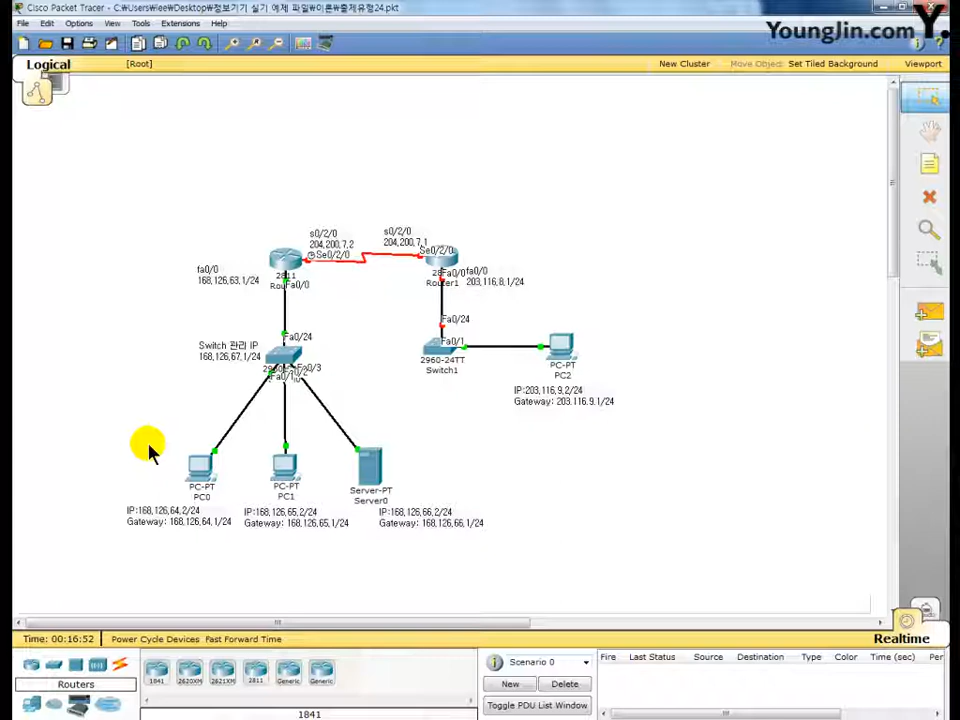 Cisco Packet Tracer - C:\Users\lee\Desktop\정보기기 실기 예제 파일\이론\출제유형24.pkt
File Edit Options View Tools Extensions Help
Younglin.com Y.
Logical [Root] New Cluster Move Object Set Tiled Background Viewport
s0/2/0
204,200,7,2
Se0/2/0
s0/2/0
204,200,7,1
Se0/2/0
fa0/0
168,126,63,1/24
2811
Fa0/0
Fa0/0
fa0/0
Router1
203,116,8,1/24
Fa0/24
Switch 관리 IP
168,126,67,1/24
Fa0/3
Fa0/1
Fa0/24
Fa0/1
2960-24TT
Switch1
PC-PT
PC2
IP:203,116,9,2/24
Gateway: 203.116.9.1/24
PC-PT
PC0
PC-PT
PC1
Server-PT
Server0
IP:168,126,64,2/24
Gateway: 168,126,64,1/24
IP:168,126,65,2/24
Gateway: 168,126,65,1/24
IP:168,126,66,2/24
Gateway: 168,126,66,1/24
Time: 00:16:52 Power Cycle Devices Fast Forward Time Realtime
Routers
1841 2620XM 2621XM 2811 Generic Generic
1841
Scenario 0
New Delete
Toggle PDU List Window
Fire Last Status Source Destination Type Color Time (sec) Per